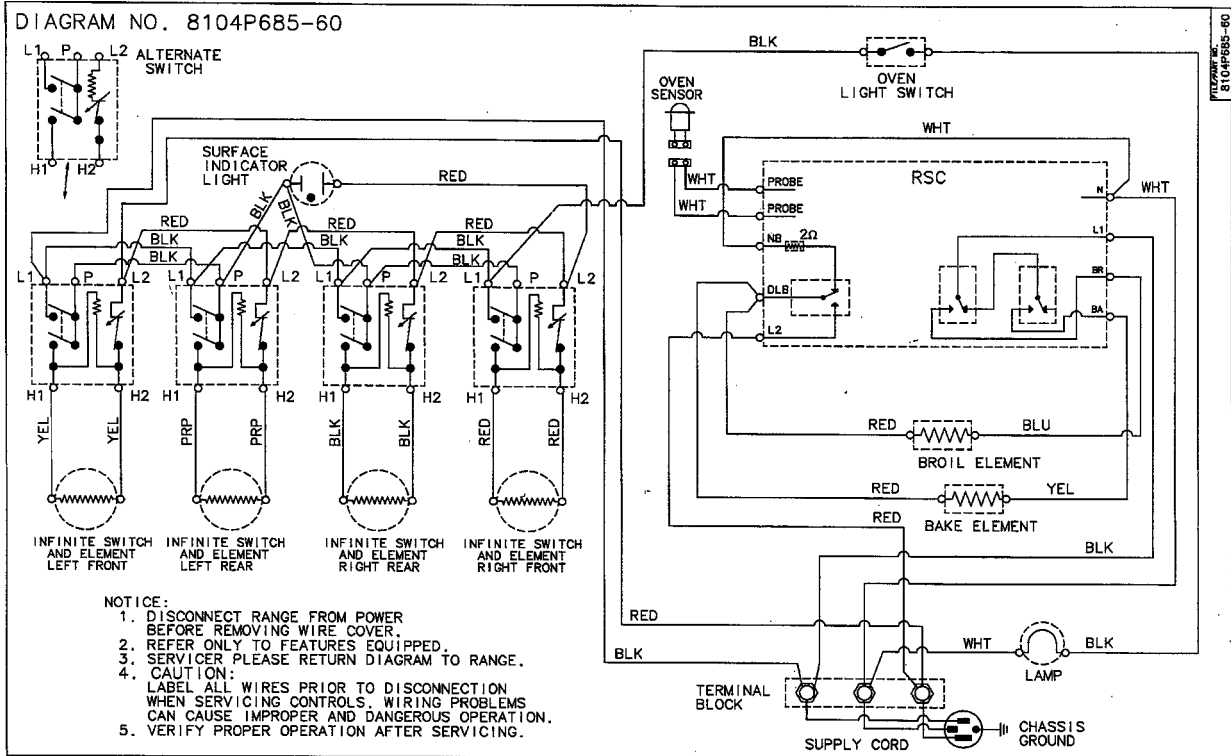 DIAGRAM NO. 8104P685-60
8104P685-60
L1 P L2
ALTERNATE
SWITCH
H1 H2
BLK
OVEN
LIGHT SWITCH
OVEN
SENSOR
WHT
SURFACE
INDICATOR
LIGHT
RED
BLK
BLK
WHT
WHT
RSC
PROBE
PROBE
NB 2Ω
DLB
L2
N
WHT
L1
BR
BA
RED
BLK
BLK
RED
BLK
RED
BLK
L1 P L2
L1 P L2
L1 P L2
L1 P L2
H1 H2
H1 H2
H1 H2
H1 H2
YEL YEL
PRP PRP
BLK BLK
RED RED
INFINITE SWITCH
AND ELEMENT
LEFT FRONT
INFINITE SWITCH
AND ELEMENT
LEFT REAR
INFINITE SWITCH
AND ELEMENT
RIGHT REAR
INFINITE SWITCH
AND ELEMENT
RIGHT FRONT
RED BLU
BROIL ELEMENT
RED YEL
BAKE ELEMENT
RED
BLK
NOTICE:
1. DISCONNECT RANGE FROM POWER
BEFORE REMOVING WIRE COVER.
2. REFER ONLY TO FEATURES EQUIPPED.
3. SERVICER PLEASE RETURN DIAGRAM TO RANGE.
4. CAUTION:
LABEL ALL WIRES PRIOR TO DISCONNECTION
WHEN SERVICING CONTROLS. WIRING PROBLEMS
CAN CAUSE IMPROPER AND DANGEROUS OPERATION.
5. VERIFY PROPER OPERATION AFTER SERVICING.
RED
BLK
WHT BLK
LAMP
TERMINAL
BLOCK
SUPPLY CORD
CHASSIS
GROUND